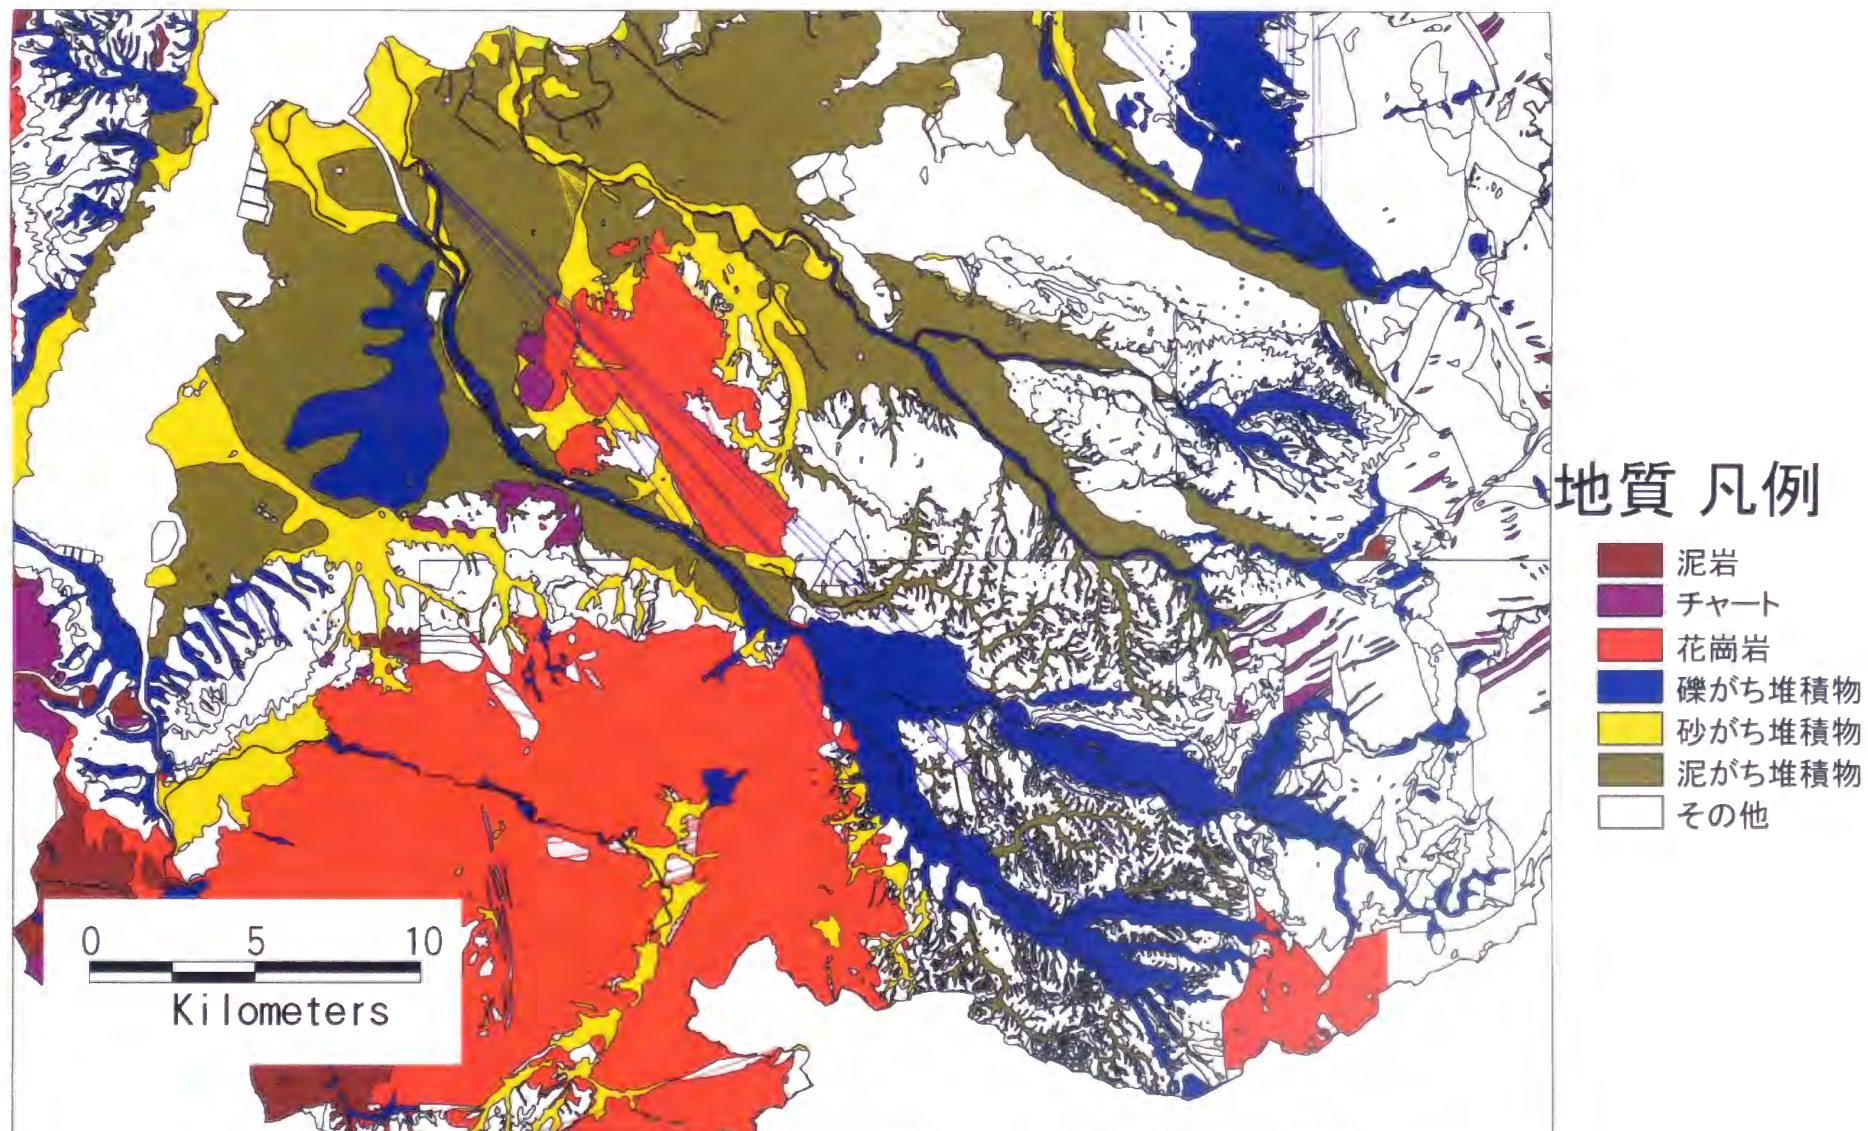 地質 凡例
泥岩
チャート
花崗岩
礫がち堆積物
砂がち堆積物
泥がち堆積物
その他
0 5 10
Kilometers